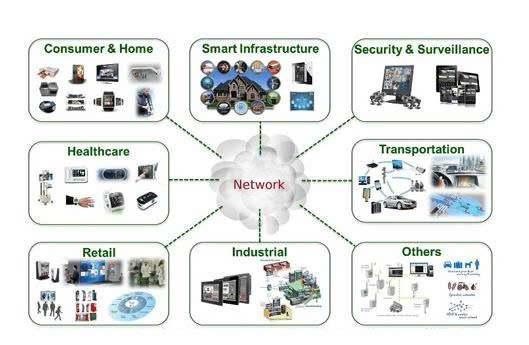 Consumer & Home
Smart Infrastructure
Security & Surveillance
Healthcare
Network
Transportation
Retail
Industrial
Others